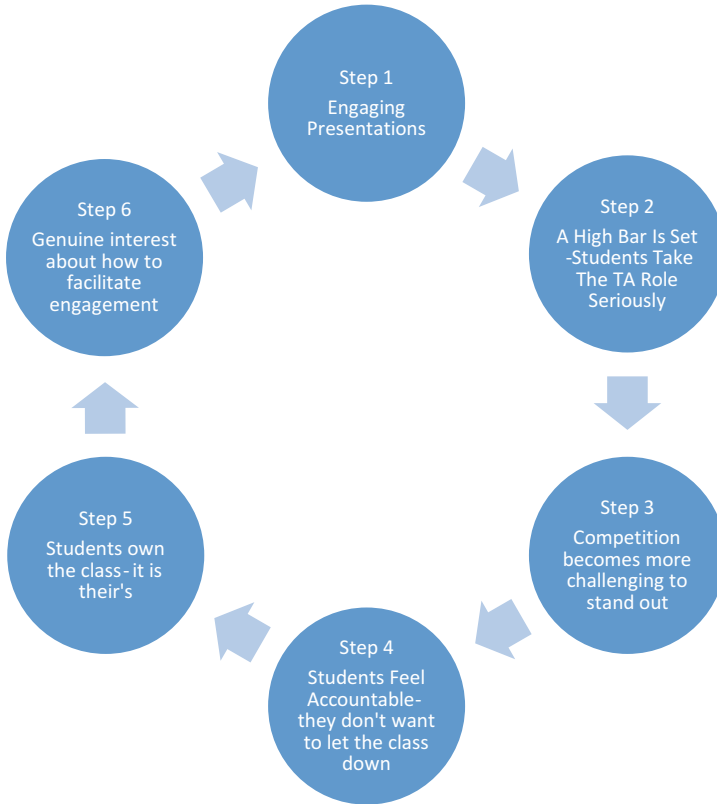 Step 1
Engaging
Presentations
Step 2
A High Bar Is Set
-Students Take
The TA Role
Seriously
Step 3
Competition
becomes more
challenging to
stand out
Step 4
Students Feel
Accountable-
they don't want
to let the class
down
Step 5
Students own
the class-it is
their's
Step 6
Genuine interest
about how to
facilitate
engagement